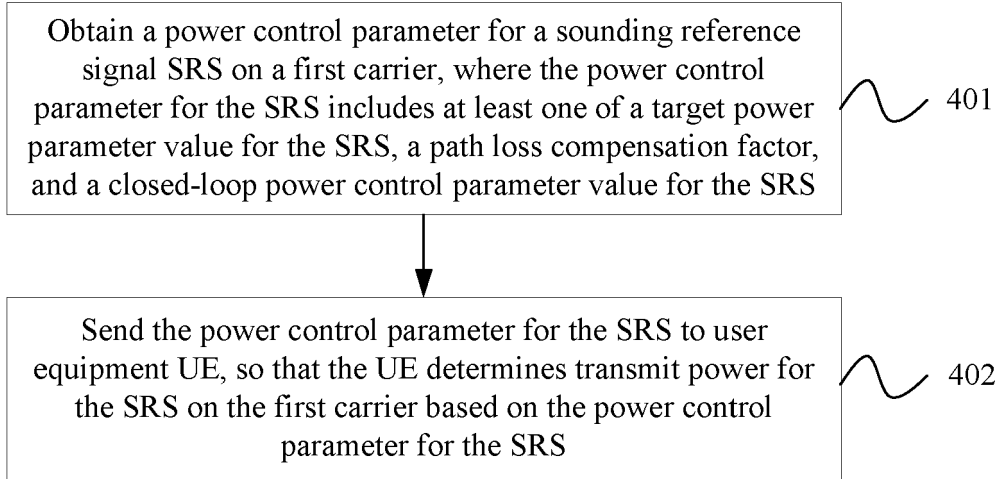 Obtain a power control parameter for a sounding reference
signal SRS on a first carrier, where the power control
parameter for the SRS includes at least one of a target power
parameter value for the SRS, a path loss compensation factor,
and a closed-loop power control parameter value for the SRS
401
Send the power control parameter for the SRS to user
equipment UE, so that the UE determines transmit power for
the SRS on the first carrier based on the power control
parameter for the SRS
402